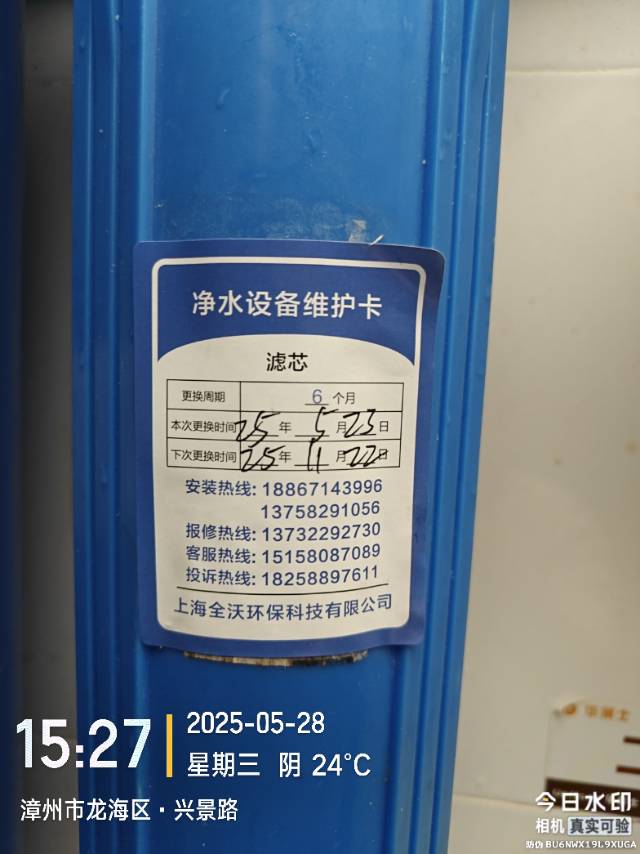 净水设备维护卡
滤芯
更换周期 6 个月
本次更换时间 25 年 5 月 23 日
下次更换时间 25 年 11 月 22 日
安装热线: 18867143996
13758291056
报修热线: 13732292730
客服热线: 15158087089
投诉热线: 18258897611
上海全沃环保科技有限公司
15:27
2025-05-28
星期三 阴 24°C
漳州市龙海区·兴景路
今日水印
相机 真实可验
防伪 BU6NWX19L9XUGA